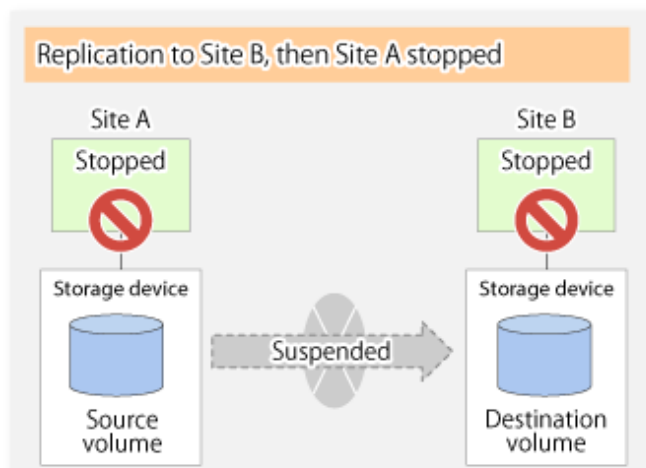 Replication to Site B, then Site A stopped
Site A
Site B
Stopped
Stopped
Storage device
Storage device
Suspended
Source
volume
Destination
volume